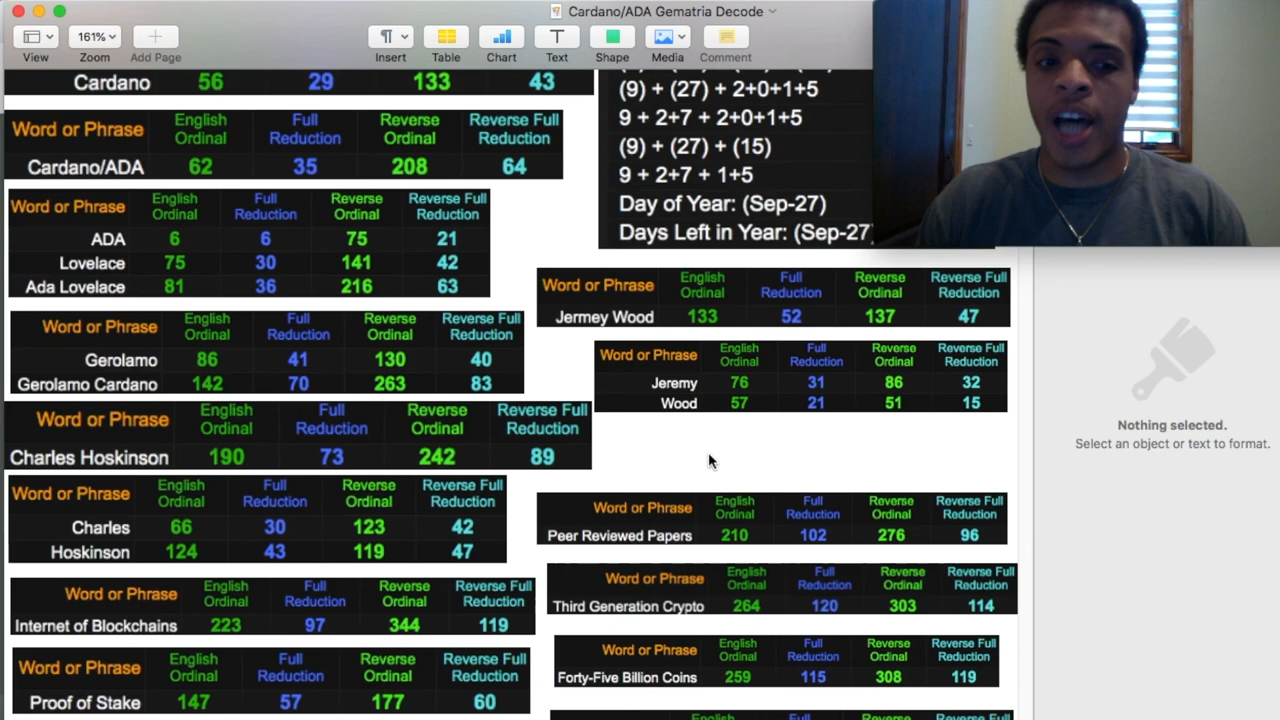 Cardano/ADA Gematria Decode
161%
View Zoom Add Page Insert Table Chart Text Shape Media Comment
Cardano 56 29 133 43
Word or Phrase English Ordinal Full Reduction Reverse Ordinal Reverse Full Reduction
Cardano/ADA 62 35 208 64
Word or Phrase English Ordinal Full Reduction Reverse Ordinal Reverse Full Reduction
ADA 6 6 75 21
Lovelace 75 30 141 42
Ada Lovelace 81 36 216 63
Word or Phrase English Ordinal Full Reduction Reverse Ordinal Reverse Full Reduction
Gerolamo 86 41 130 40
Gerolamo Cardano 142 70 263 83
Word or Phrase English Ordinal Full Reduction Reverse Ordinal Reverse Full Reduction
Charles Hoskinson 190 73 242 89
Word or Phrase English Ordinal Full Reduction Reverse Ordinal Reverse Full Reduction
Charles 66 30 123 42
Hoskinson 124 43 119 47
Word or Phrase English Ordinal Full Reduction Reverse Ordinal Reverse Full Reduction
Internet of Blockchains 223 97 344 119
Word or Phrase English Ordinal Full Reduction Reverse Ordinal Reverse Full Reduction
Proof of Stake 147 57 177 60
(9) + (27) + 2+0+1+5
9 + 2+7 + 2+0+1+5
(9) + (27) + (15)
9 + 2+7 + 1+5
Day of Year: (Sep-27)
Days Left in Year: (Sep-27)
Word or Phrase English Ordinal Full Reduction Reverse Ordinal Reverse Full Reduction
Jermey Wood 133 52 137 47
Word or Phrase English Ordinal Full Reduction Reverse Ordinal Reverse Full Reduction
Jeremy 76 31 86 32
Wood 57 21 51 15
Word or Phrase English Ordinal Full Reduction Reverse Ordinal Reverse Full Reduction
Peer Reviewed Papers 210 102 276 96
Word or Phrase English Ordinal Full Reduction Reverse Ordinal Reverse Full Reduction
Third Generation Crypto 264 120 303 114
Word or Phrase English Ordinal Full Reduction Reverse Ordinal Reverse Full Reduction
Forty-Five Billion Coins 259 115 308 119
English Full Reverse Reverse Full
Nothing selected.
Select an object or text to format.